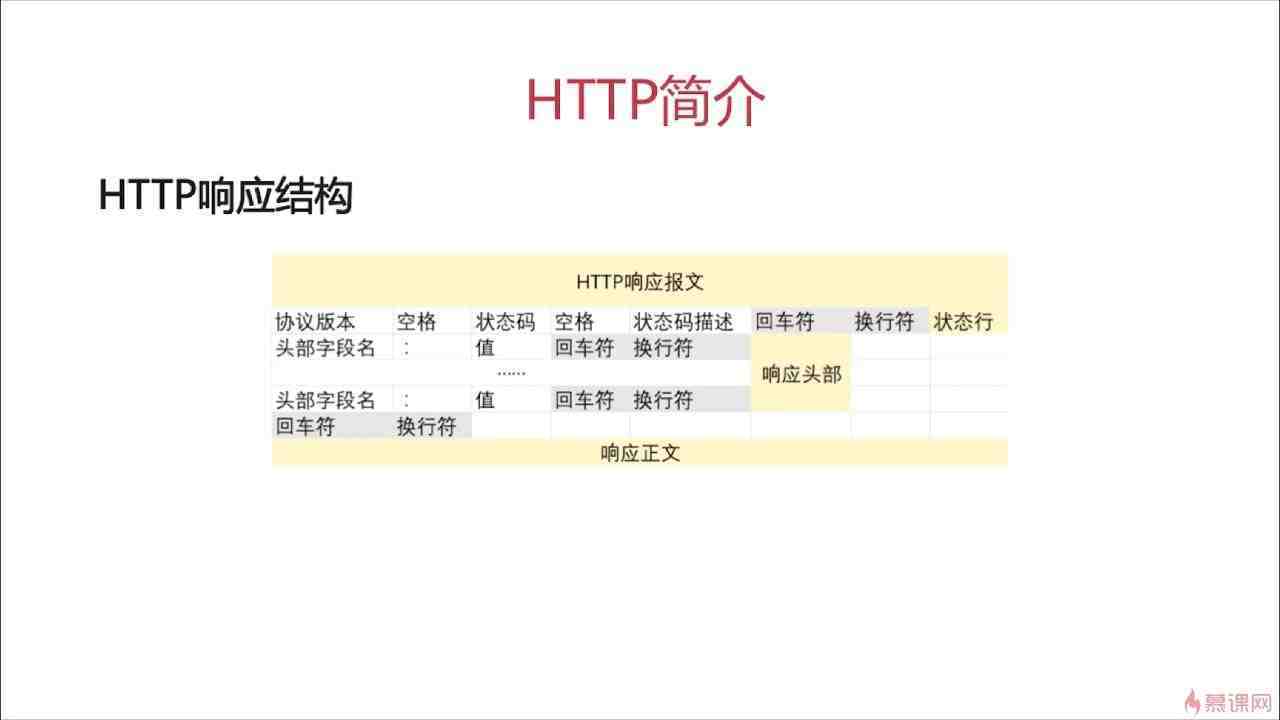 HTTP简介
HTTP响应结构
HTTP响应报文
协议版本 空格 状态码 空格 状态码描述 回车符 换行符 状态行
头部字段名 : 值 回车符 换行符
响应头部
……
头部字段名 : 值 回车符 换行符
回车符 换行符
响应正文
慕课网